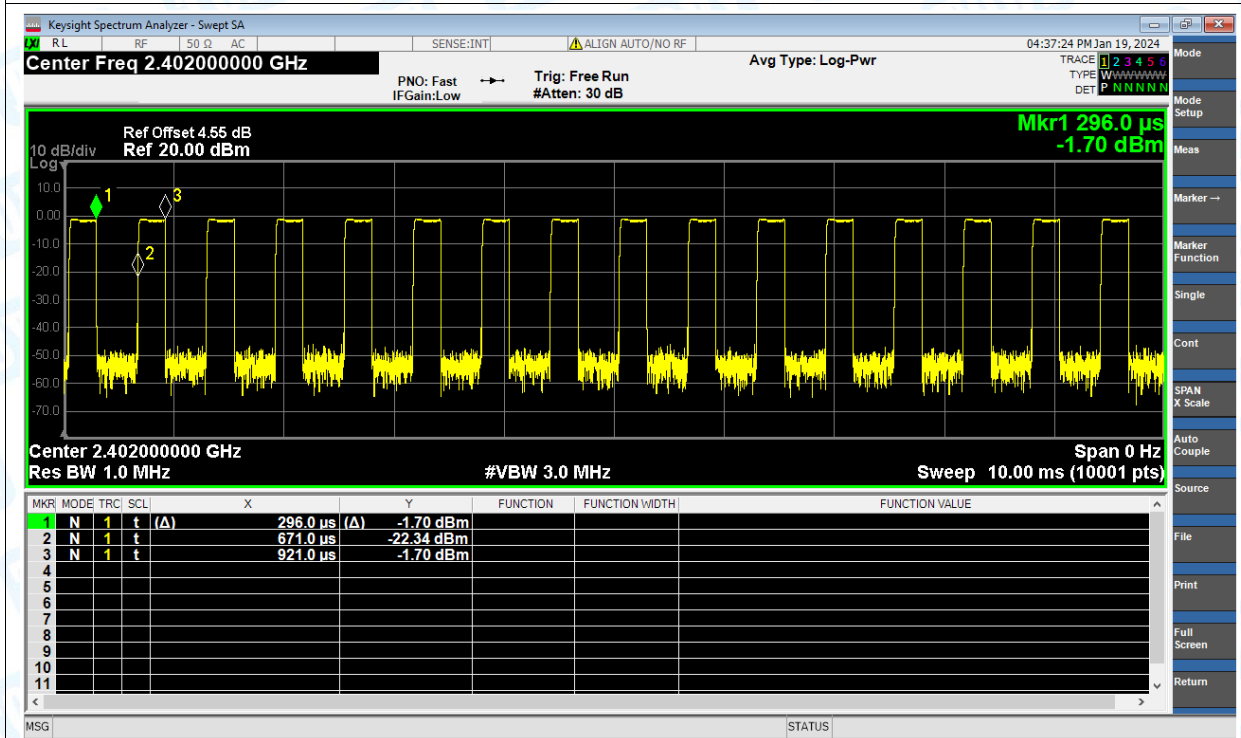 Keysight Spectrum Analyzer - Swept SA
LXI RL RF 50 Ω AC SENSE:INT ALIGN AUTO/NO RF 04:37:24 PM Jan 19, 2024
Center Freq 2.402000000 GHz Avg Type: Log-Pwr TRACE 1 2 3 4 5 6
PNO: Fast Trig: Free Run TYPE WWWWWW
IFGain:Low #Atten: 30 dB DET P N N N N N
Mkr1 296.0 µs
Ref Offset 4.55 dB
10 dB/div Ref 20.00 dBm -1.70 dBm
Log
10.0
1 3
0.00
-10.0
2
-20.0
-30.0
-40.0
-50.0
-60.0
-70.0
Center 2.402000000 GHz Span 0 Hz
Res BW 1.0 MHz #VBW 3.0 MHz Sweep 10.00 ms (10001 pts)
MKR MODE TRC SCL X Y FUNCTION FUNCTION WIDTH FUNCTION VALUE
1 N 1 t (Δ) 296.0 µs (Δ) -1.70 dBm
2 N 1 t 671.0 µs -22.34 dBm
3 N 1 t 921.0 µs -1.70 dBm
4
5
6
7
8
9
10
11
MSG STATUS
Mode
Mode
Setup
Meas
Marker →
Marker
Function
Single
Cont
SPAN
X Scale
Auto
Couple
Source
File
Print
Full
Screen
Return